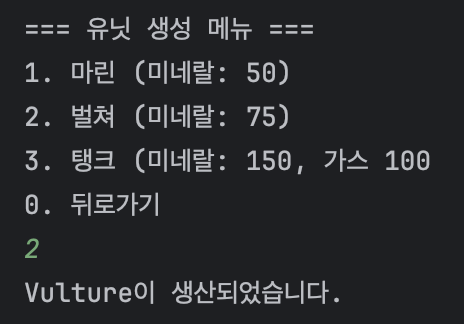 === 유닛 생성 메뉴 ===
1. 마린 (미네랄: 50)
2. 벌쳐 (미네랄: 75)
3. 탱크 (미네랄: 150, 가스 100
0. 뒤로가기
2
Vulture이 생산되었습니다.